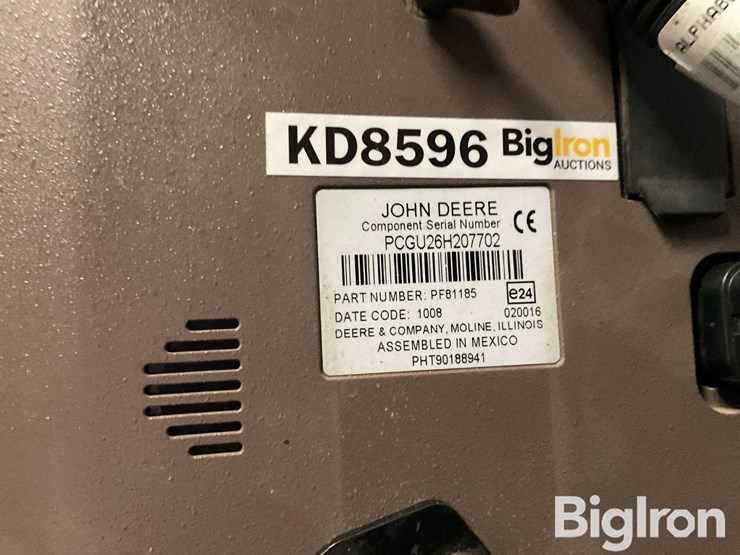 ALPHAB
KD8596 BigIron
AUCTIONS
JOHN DEERE
Component Serial Number
CE
PCGU26H207702
PART NUMBER: PF81185
e24
DATE CODE: 1008
020016
DEERE & COMPANY, MOLINE, ILLINOIS
ASSEMBLED IN MEXICO
PHT90188941
BigIron